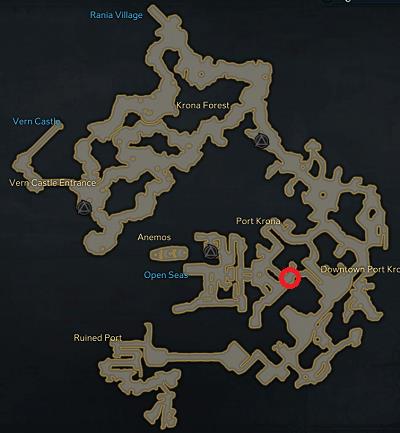 Rania Village
Krona Forest
Vern Castle
Vern Castle Entrance
Port Krona
Anemos
Downtown Port Kro
Open Seas
Ruined Port